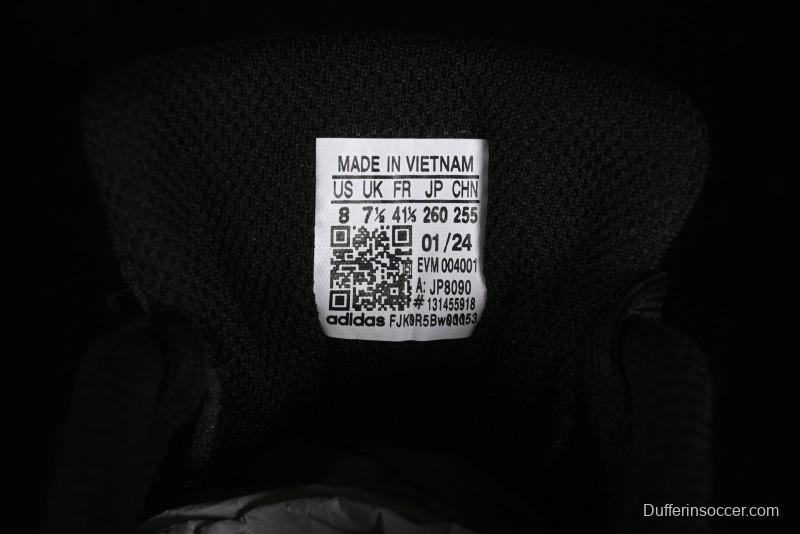 MADE IN VIETNAM
US UK FR JP CHN
8 7½ 41⅓ 260 255
01/24
EVM 004001
A: JP8090
# 131455918
adidas FJK0R5Bw00053
Dufferinsoccer.com